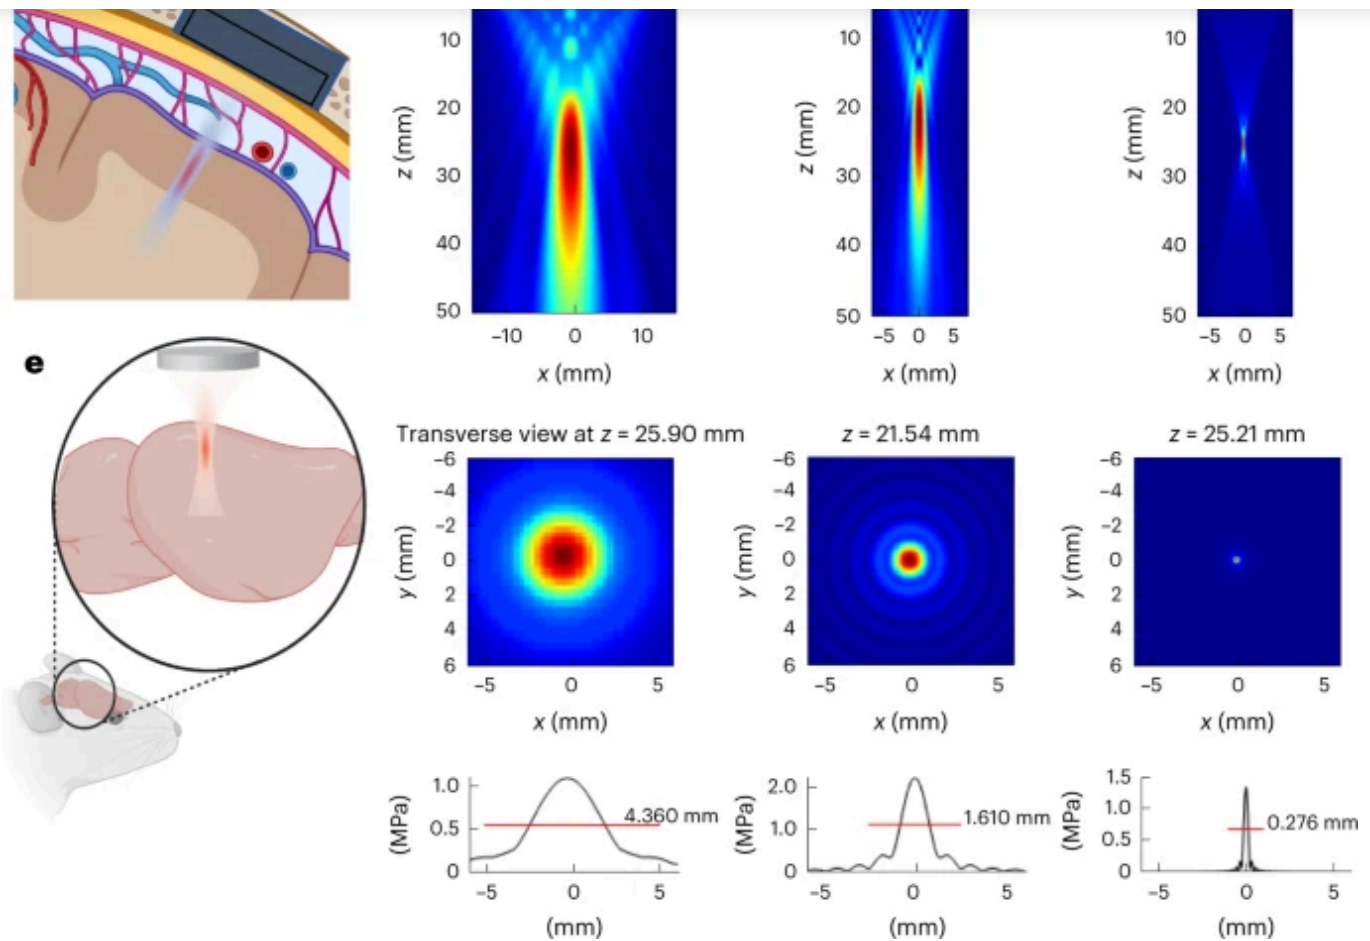 10
20
30
40
50
z (mm)
−10 0 10
x (mm)
10
20
30
40
50
z (mm)
−5 0 5
x (mm)
10
20
30
40
50
z (mm)
−5 0 5
x (mm)
e
Transverse view at z = 25.90 mm
−6
−4
−2
0
2
4
6
y (mm)
−5 0 5
x (mm)
z = 21.54 mm
−6
−4
−2
0
2
4
6
y (mm)
−5 0 5
x (mm)
z = 25.21 mm
−6
−4
−2
0
2
4
6
y (mm)
−5 0 5
x (mm)
1.0
0.5
0
(MPa)
4.360 mm
−5 0 5
(mm)
2.0
1.0
0
(MPa)
1.610 mm
−5 0 5
(mm)
1.5
1.0
0.5
0
(MPa)
0.276 mm
−5 0 5
(mm)